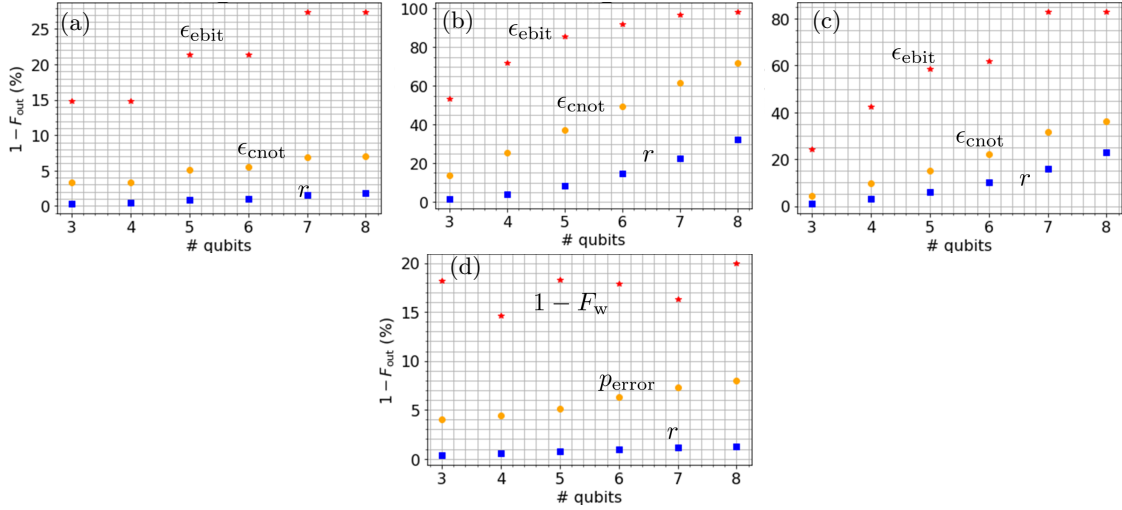 (a)
ϵ_ebit
ϵ_cnot
r
1 − F_out (%)
25
20
15
10
5
0
3 4 5 6 7 8
# qubits
(b)
ϵ_ebit
ϵ_cnot
r
100
80
60
40
20
0
3 4 5 6 7 8
# qubits
(c)
ϵ_ebit
ϵ_cnot
r
80
60
40
20
0
3 4 5 6 7 8
# qubits
(d)
1 − F_w
p_error
r
1 − F_out (%)
20
15
10
5
0
3 4 5 6 7 8
# qubits